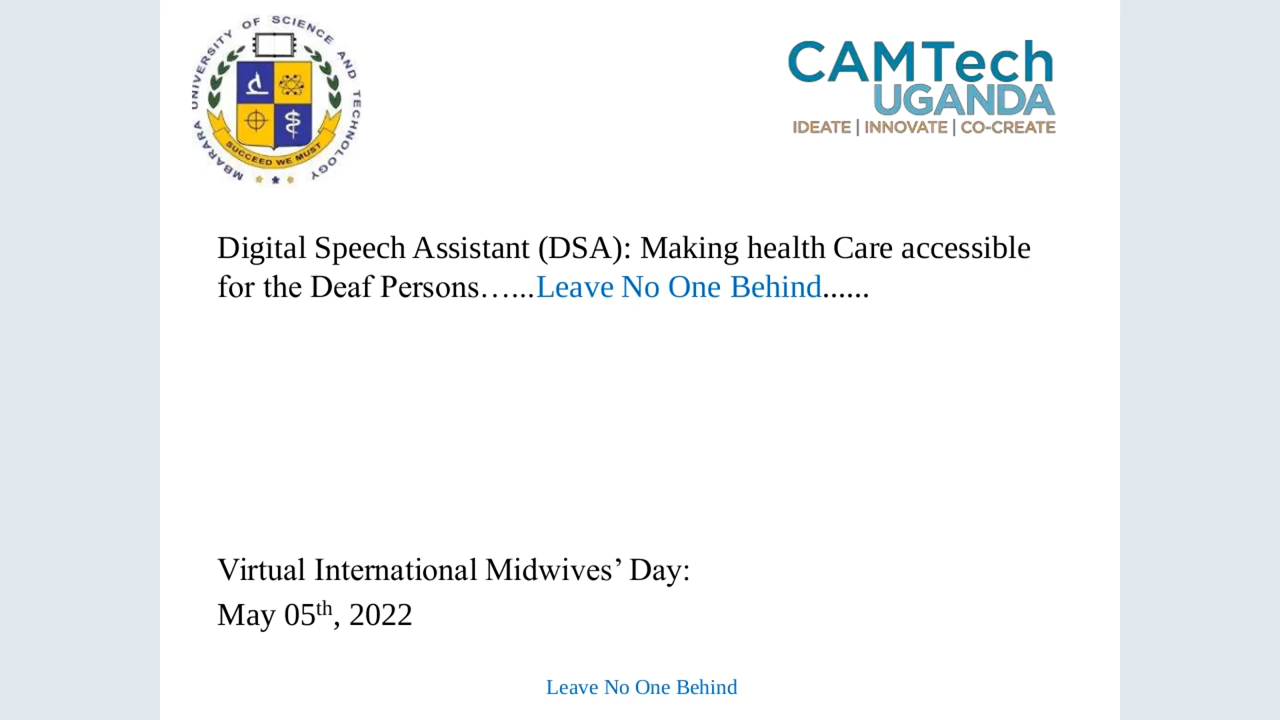 MBARARA UNIVERSITY OF SCIENCE AND TECHNOLOGY
SUCCEED WE MUST
CAMTech
UGANDA
IDEATE | INNOVATE | CO-CREATE
Digital Speech Assistant (DSA): Making health Care accessible
for the Deaf Persons…...Leave No One Behind......
Virtual International Midwives’ Day:
May 05th, 2022
Leave No One Behind